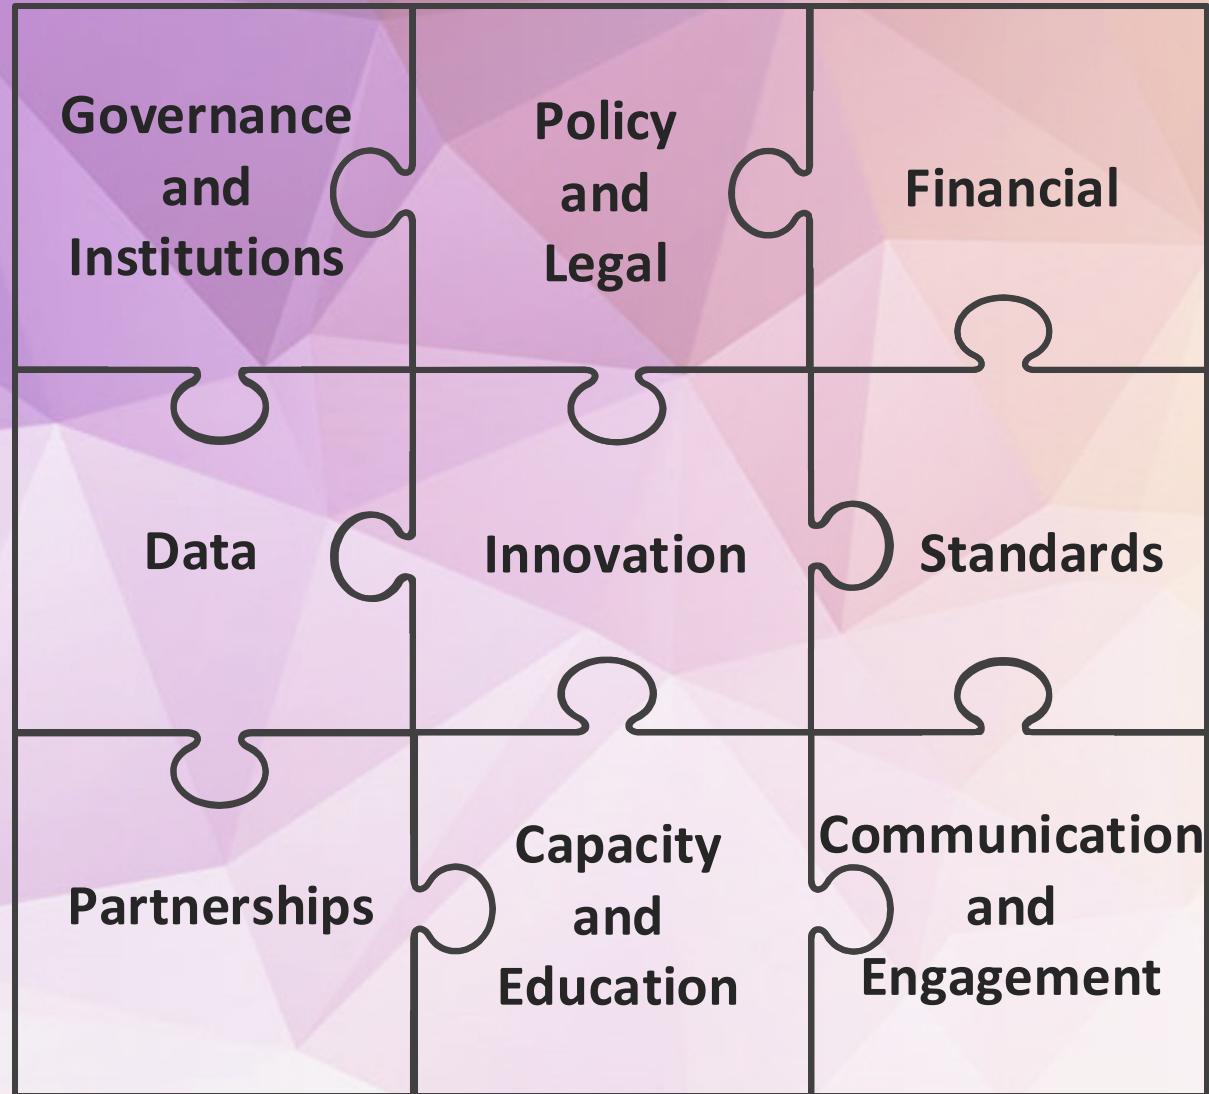 Governance
and
Institutions
Policy
and
Legal
Financial
Data
Innovation
Standards
Partnerships
Capacity
and
Education
Communication
and
Engagement